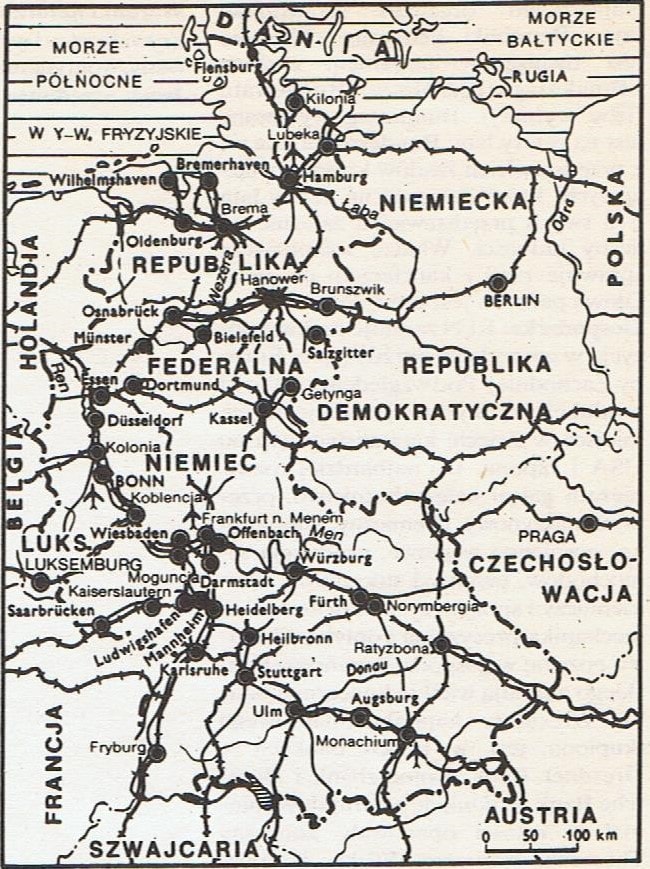 DANIA
MORZE
BAŁTYCKIE
MORZE
PÓŁNOCNE
Flensburg
RUGIA
Kilonia
W Y-W. FRYZYJSKIE
Lubeka
Bremerhaven
Wilhelmshaven
Hamburg
NIEMIECKA
Łaba
Odra
POLSKA
Brema
Oldenburg
HOLANDIA
REPUBLIKA
Wezera
Hanower
Brunszwik
BERLIN
Osnabrück
Münster
Bielefeld
Salzgitter
Ren
FEDERALNA
REPUBLIKA
Essen
Dortmund
Getynga
DEMOKRATYCZNA
Düsseldorf
Kassel
BELGIA
Kolonia
NIEMIEC
BONN
Koblencja
Frankfurt n. Menem
Wiesbaden
Offenbach
Men
PRAGA
LUKS.
LUKSEMBURG
Moguncja
Würzburg
CZECHOSŁO-
WACJA
Kaiserslautern
Darmstadt
Saarbrücken
Heidelberg
Fürth
Norymbergia
Ludwigshafen
Mannheim
Heilbronn
Ratyzbona
Karlsruhe
Stuttgart
Donau
Ulm
Augsburg
FRANCJA
Fryburg
Monachium
AUSTRIA
SZWAJCARIA
0 50 100 km